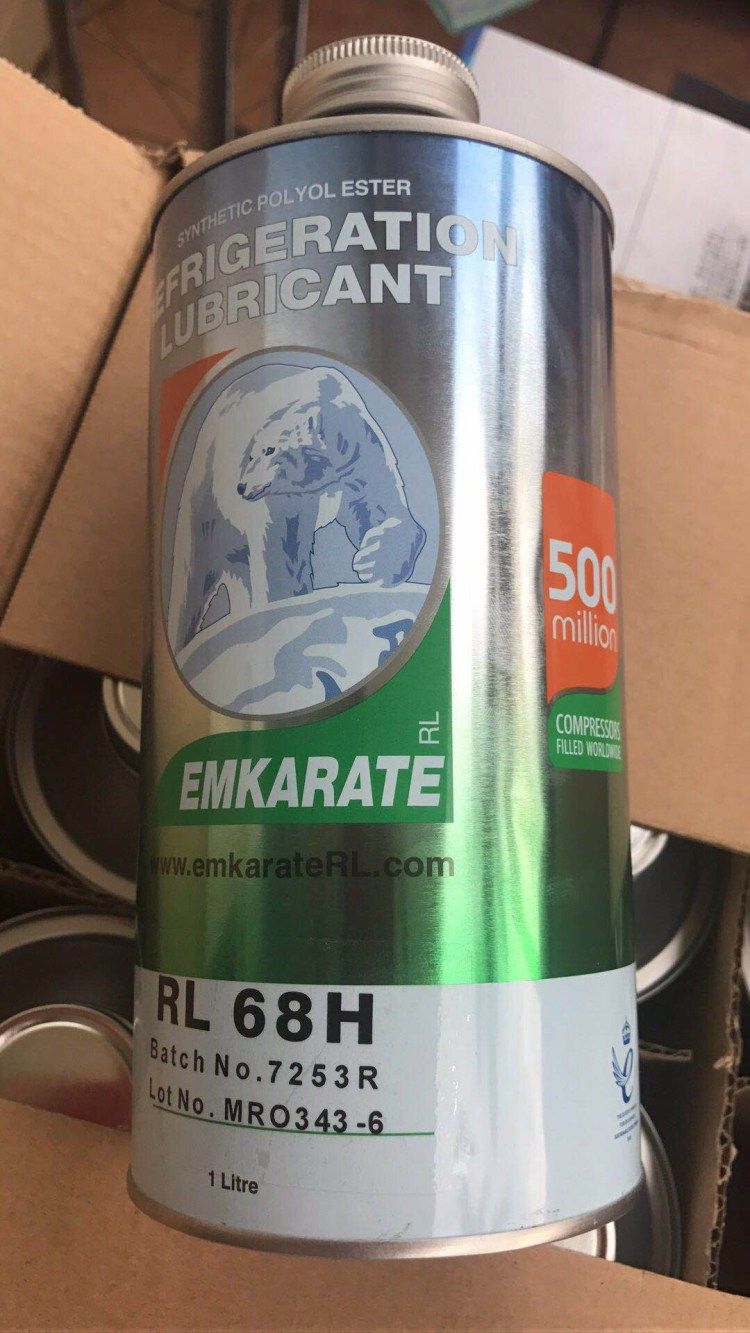 SYNTHETIC POLYOL ESTER
EFRIGERATION
LUBRICANT
500
million
COMPRESSORS
FILLED WORLDWIDE
RL
EMKARATE
www.emkarateRL.com
RL 68H
Batch No.7253R
Lot No. MRO343-6
1 Litre